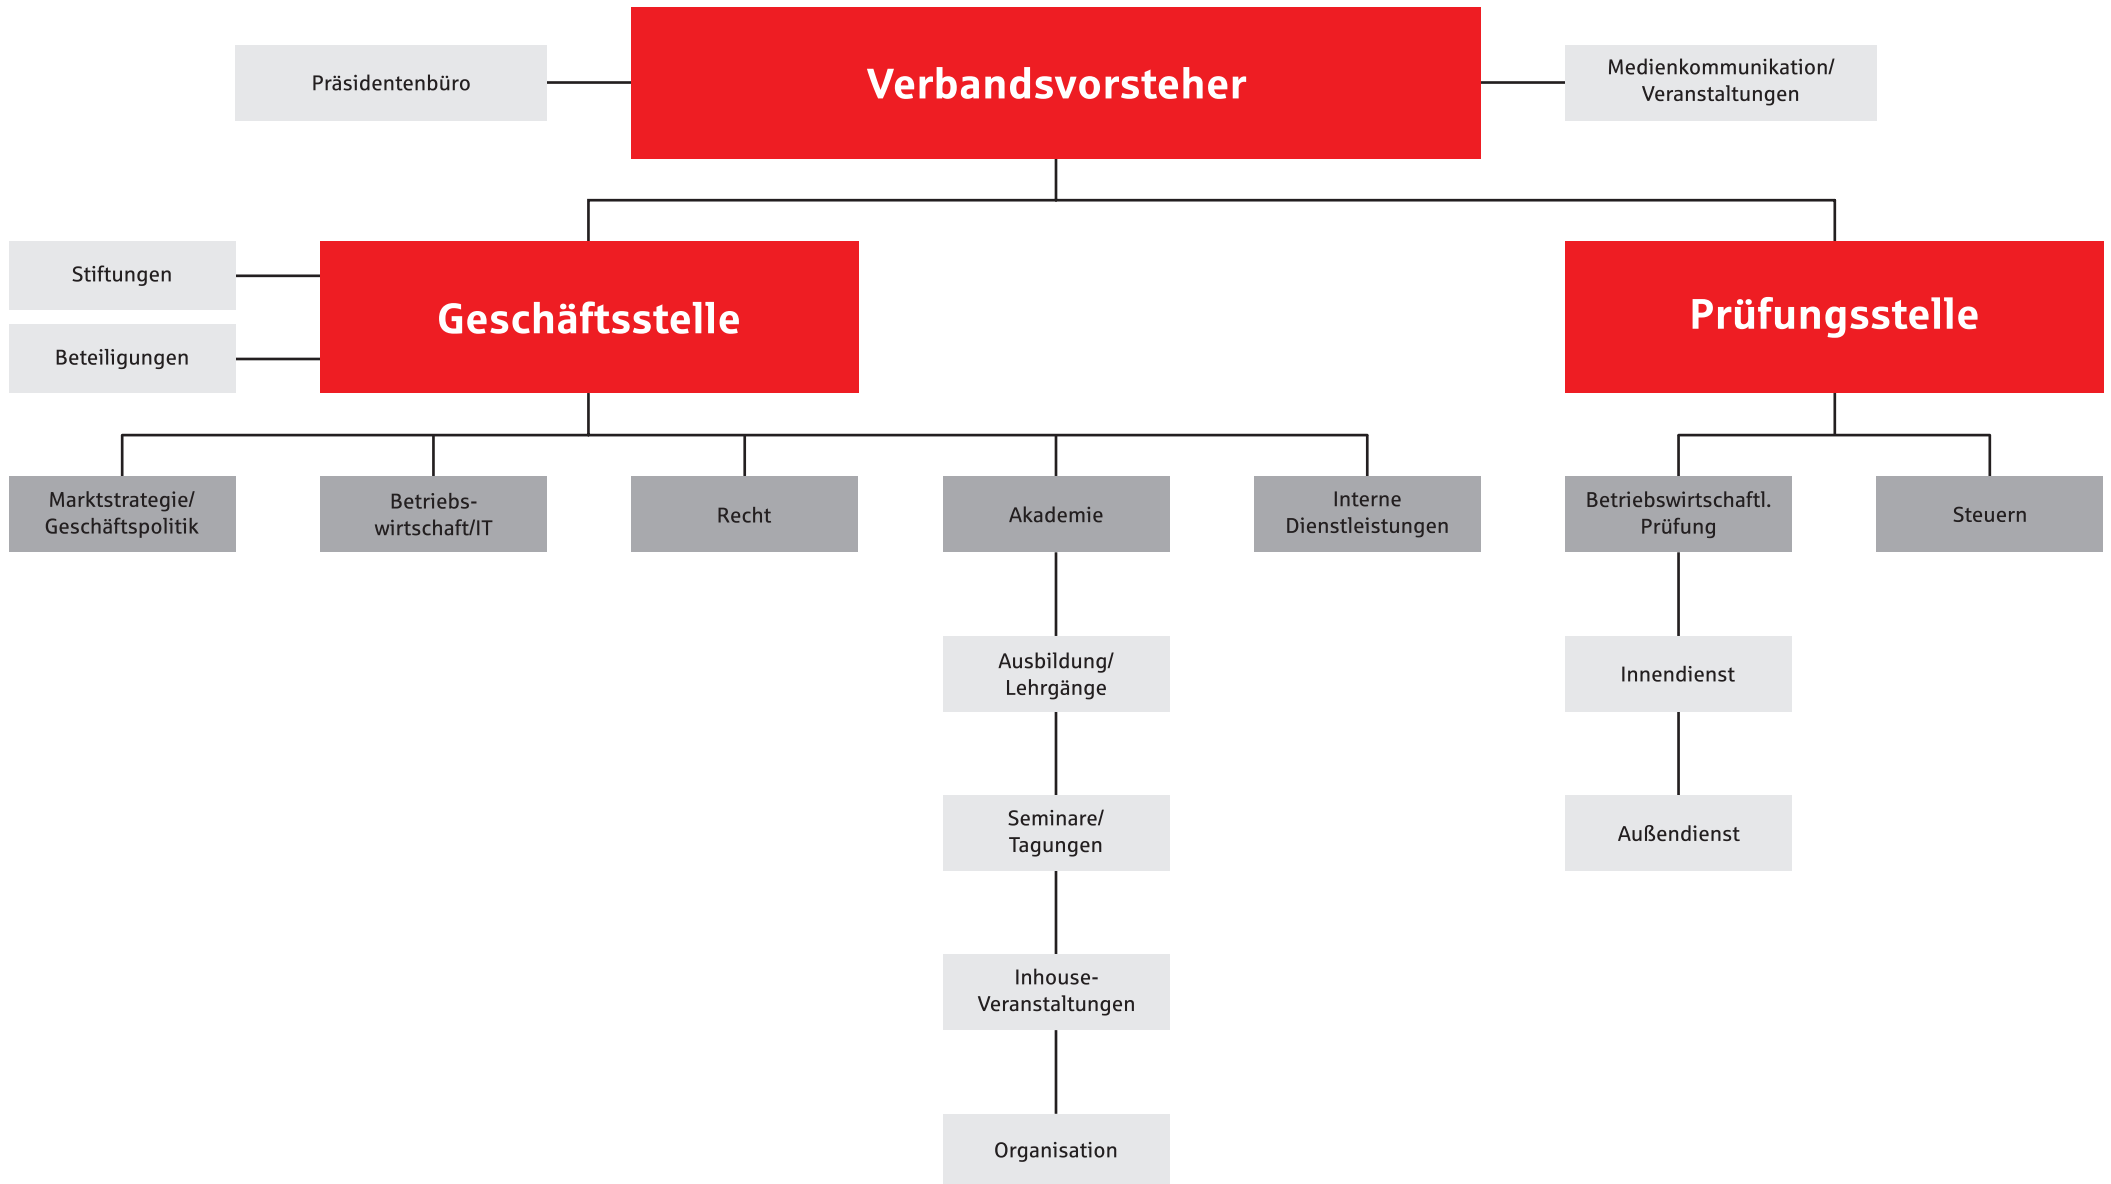 Präsidentenbüro
Verbandsvorsteher
Medienkommunikation/
Veranstaltungen
Stiftungen
Beteiligungen
Geschäftsstelle
Prüfungsstelle
Marktstrategie/
Geschäftspolitik
Betriebs-
wirtschaft/IT
Recht
Akademie
Interne
Dienstleistungen
Betriebswirtschaftl.
Prüfung
Steuern
Ausbildung/
Lehrgänge
Innendienst
Seminare/
Tagungen
Außendienst
Inhouse-
Veranstaltungen
Organisation